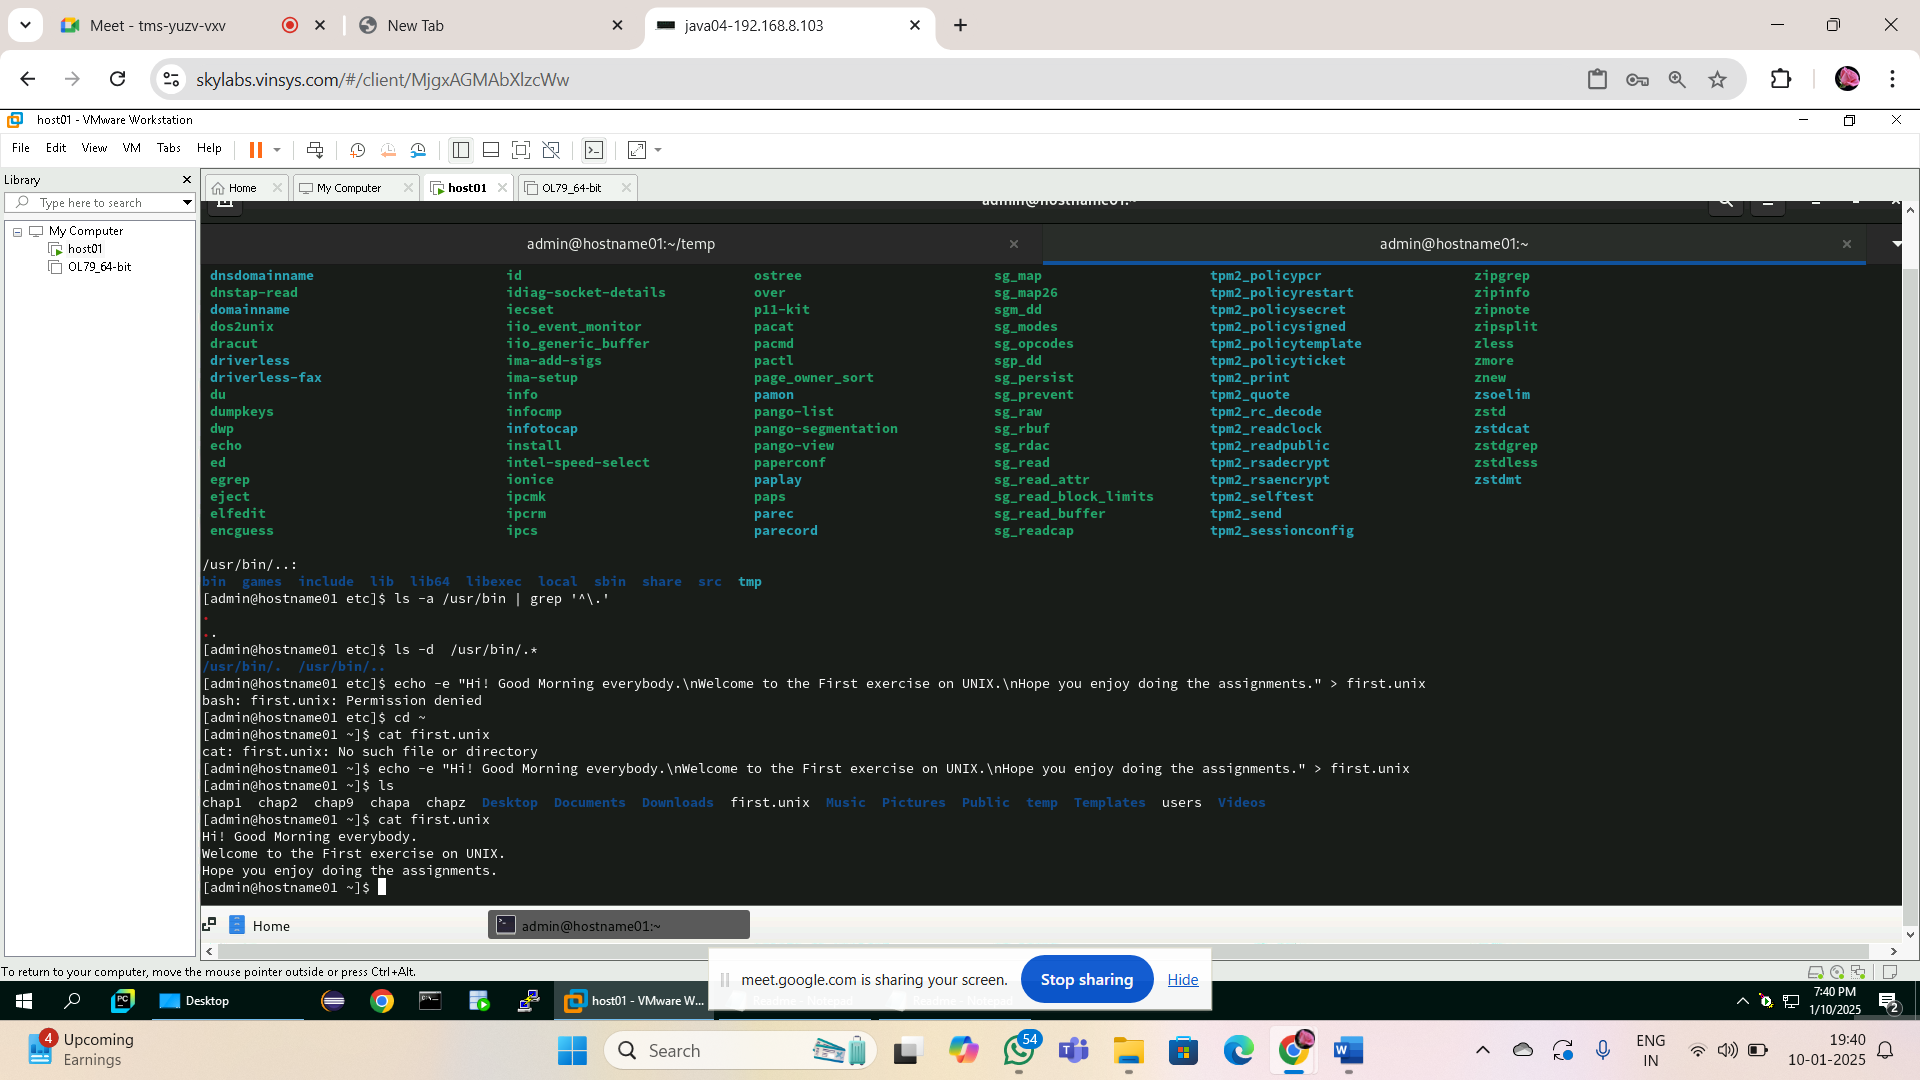 Meet - tms-yuzv-vxv
New Tab
java04-192.168.8.103
skylabs.vinsys.com/#/client/MjgxAGMAbXlzcWw
host01 - VMware Workstation
File Edit View VM Tabs Help
Library
Type here to search
My Computer
host01
OL79_64-bit
Home
My Computer
host01
OL79_64-bit
admin@hostname01:~
admin@hostname01:~/temp
admin@hostname01:~
dnsdomainname id ostree sg_map tpm2_policypcr zipgrep
dnstap-read idiag-socket-details over sg_map26 tpm2_policyrestart zipinfo
domainname iecset p11-kit sgm_dd tpm2_policysecret zipnote
dos2unix iio_event_monitor pacat sg_modes tpm2_policysigned zipsplit
dracut iio_generic_buffer pacmd sg_opcodes tpm2_policytemplate zless
driverless ima-add-sigs pactl sgp_dd tpm2_policyticket zmore
driverless-fax ima-setup page_owner_sort sg_persist tpm2_print znew
du info pamon sg_prevent tpm2_quote zsoelim
dumpkeys infocmp pango-list sg_raw tpm2_rc_decode zstd
dwp infotocap pango-segmentation sg_rbuf tpm2_readclock zstdcat
echo install pango-view sg_rdac tpm2_readpublic zstdgrep
ed intel-speed-select paperconf sg_read tpm2_rsadecrypt zstdless
egrep ionice paplay sg_read_attr tpm2_rsaencrypt zstdmt
eject ipcmk paps sg_read_block_limits tpm2_selftest
elfedit ipcrm parec sg_read_buffer tpm2_send
encguess ipcs parecord sg_readcap tpm2_sessionconfig
/usr/bin/..:
bin games include lib lib64 libexec local sbin share src tmp
[admin@hostname01 etc]$ ls -a /usr/bin | grep '^\.'
.
..
[admin@hostname01 etc]$ ls -d  /usr/bin/.*
/usr/bin/.  /usr/bin/..
[admin@hostname01 etc]$ echo -e "Hi! Good Morning everybody.\nWelcome to the First exercise on UNIX.\nHope you enjoy doing the assignments." > first.unix
bash: first.unix: Permission denied
[admin@hostname01 etc]$ cd ~
[admin@hostname01 ~]$ cat first.unix
cat: first.unix: No such file or directory
[admin@hostname01 ~]$ echo -e "Hi! Good Morning everybody.\nWelcome to the First exercise on UNIX.\nHope you enjoy doing the assignments." > first.unix
[admin@hostname01 ~]$ ls
chap1 chap2 chap9 chapa chapz Desktop Documents Downloads first.unix Music Pictures Public temp Templates users Videos
[admin@hostname01 ~]$ cat first.unix
Hi! Good Morning everybody.
Welcome to the First exercise on UNIX.
Hope you enjoy doing the assignments.
[admin@hostname01 ~]$
Home
admin@hostname01:~
To return to your computer, move the mouse pointer outside or press Ctrl+Alt.
meet.google.com is sharing your screen.
Stop sharing
Hide
Desktop
host01 - VMware W...
Readme - Notepad
Readme - Notepad
7:40 PM
1/10/2025
2
4
Upcoming
Earnings
Search
54
ENG
IN
19:40
10-01-2025